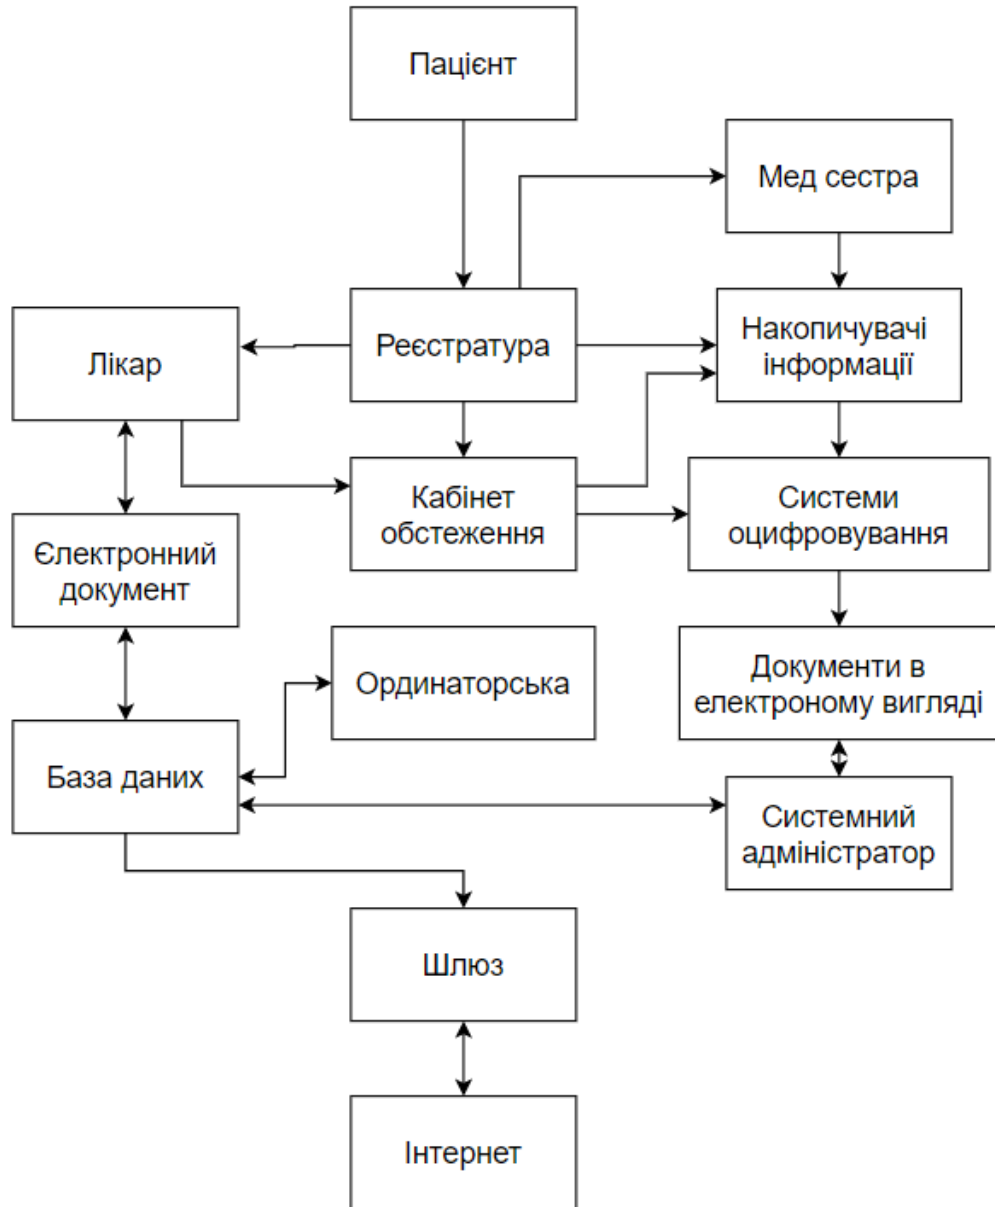 Пацієнт
Мед сестра
Лікар
Реєстратура
Накопичувачі
інформації
Кабінет
обстеження
Системи
оцифровування
Єлектронний
документ
Ординаторська
Документи в
електроному вигляді
База даних
Системний
адміністратор
Шлюз
Інтернет